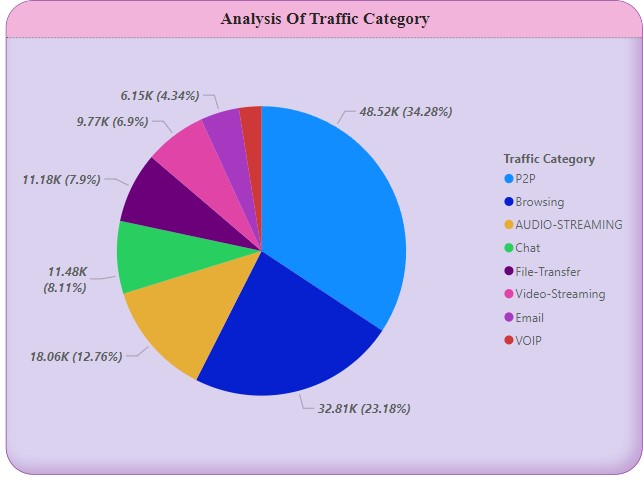 Analysis Of Traffic Category
6.15K (4.34%)
48.52K (34.28%)
9.77K (6.9%)
11.18K (7.9%)
11.48K
(8.11%)
18.06K (12.76%)
32.81K (23.18%)
Traffic Category
P2P
Browsing
AUDIO-STREAMING
Chat
File-Transfer
Video-Streaming
Email
VOIP